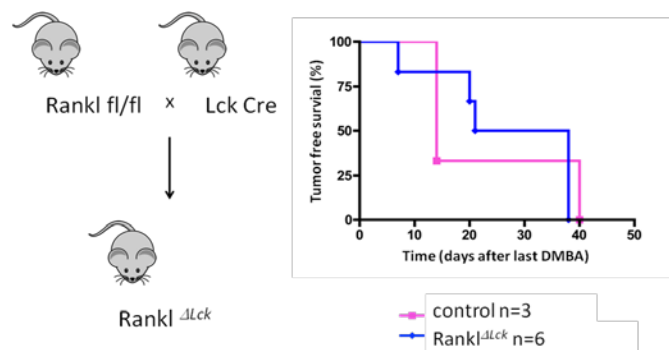 Rankl fl/fl x Lck Cre
Rankl ΔLck
Tumor free survial (%)
100
75
50
25
0
0 10 20 30 40 50
Time (days after last DMBA)
control n=3
RanklΔLck n=6